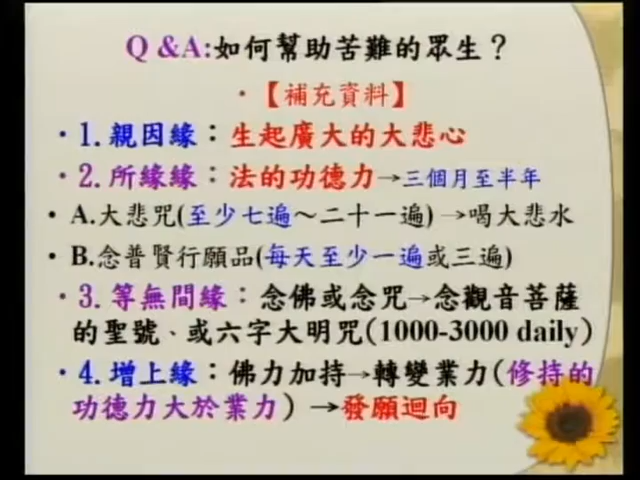 Q &A:如何幫助苦難的眾生？
・【補充資料】
・1.親因緣：生起廣大的大悲心
・2.所緣緣：法的功德力→三個月至半年
・A.大悲咒(至少七遍～二十一遍) →喝大悲水
・B.念普賢行願品(每天至少一遍或三遍)
・3.等無間緣：念佛或念咒→念觀音菩薩
的聖號、或六字大明咒(1000-3000 daily)
・4.增上緣：佛力加持→轉變業力(修持的
功德力大於業力) →發願迴向